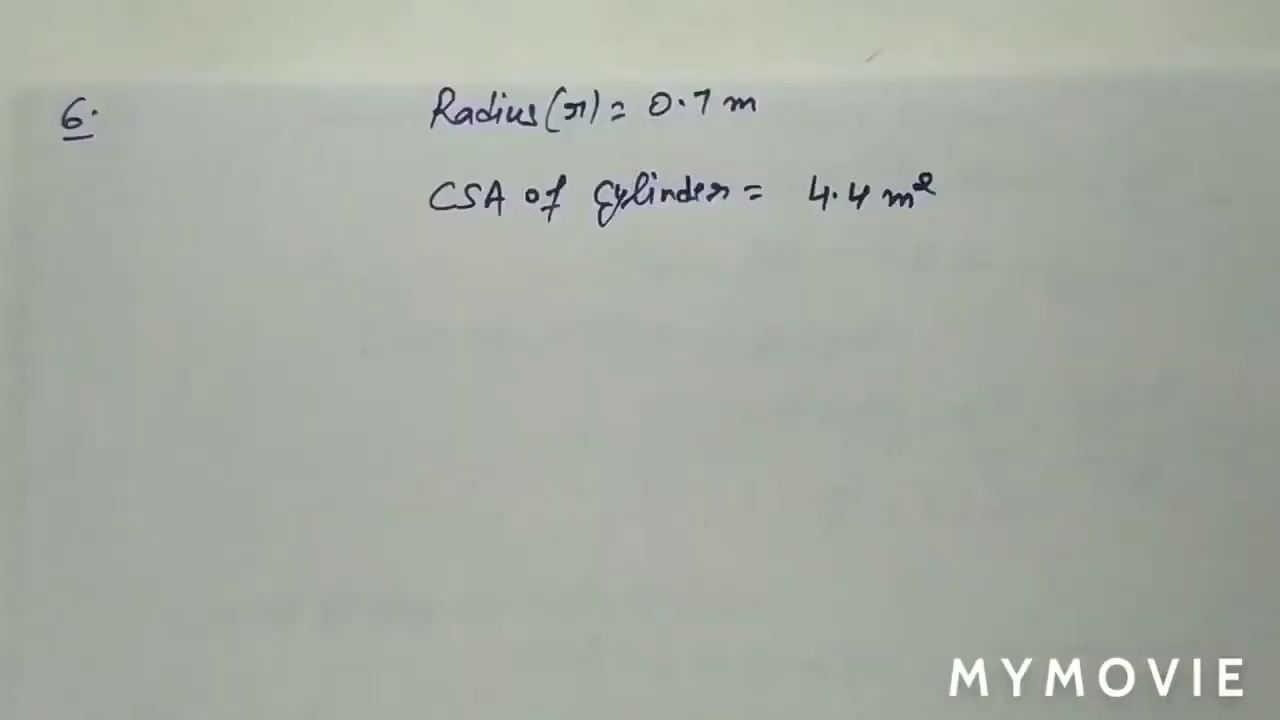 6.
Radius (r) = 0.7 m
CSA of Cylinder = 4.4 m²
MYMOVIE